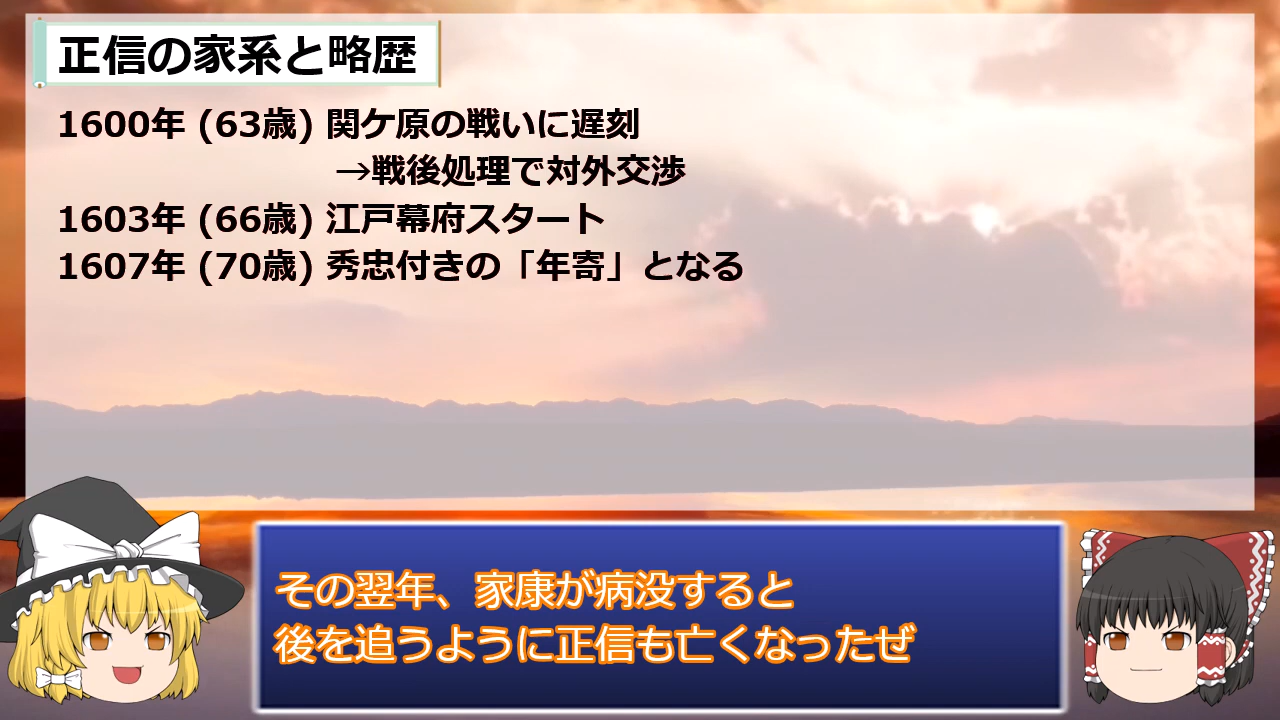 正信の家系と略歴
1600年 (63歳) 関ケ原の戦いに遅刻
→戦後処理で対外交渉
1603年 (66歳) 江戸幕府スタート
1607年 (70歳) 秀忠付きの「年寄」となる
その翌年、家康が病没すると
後を追うように正信も亡くなったぜ